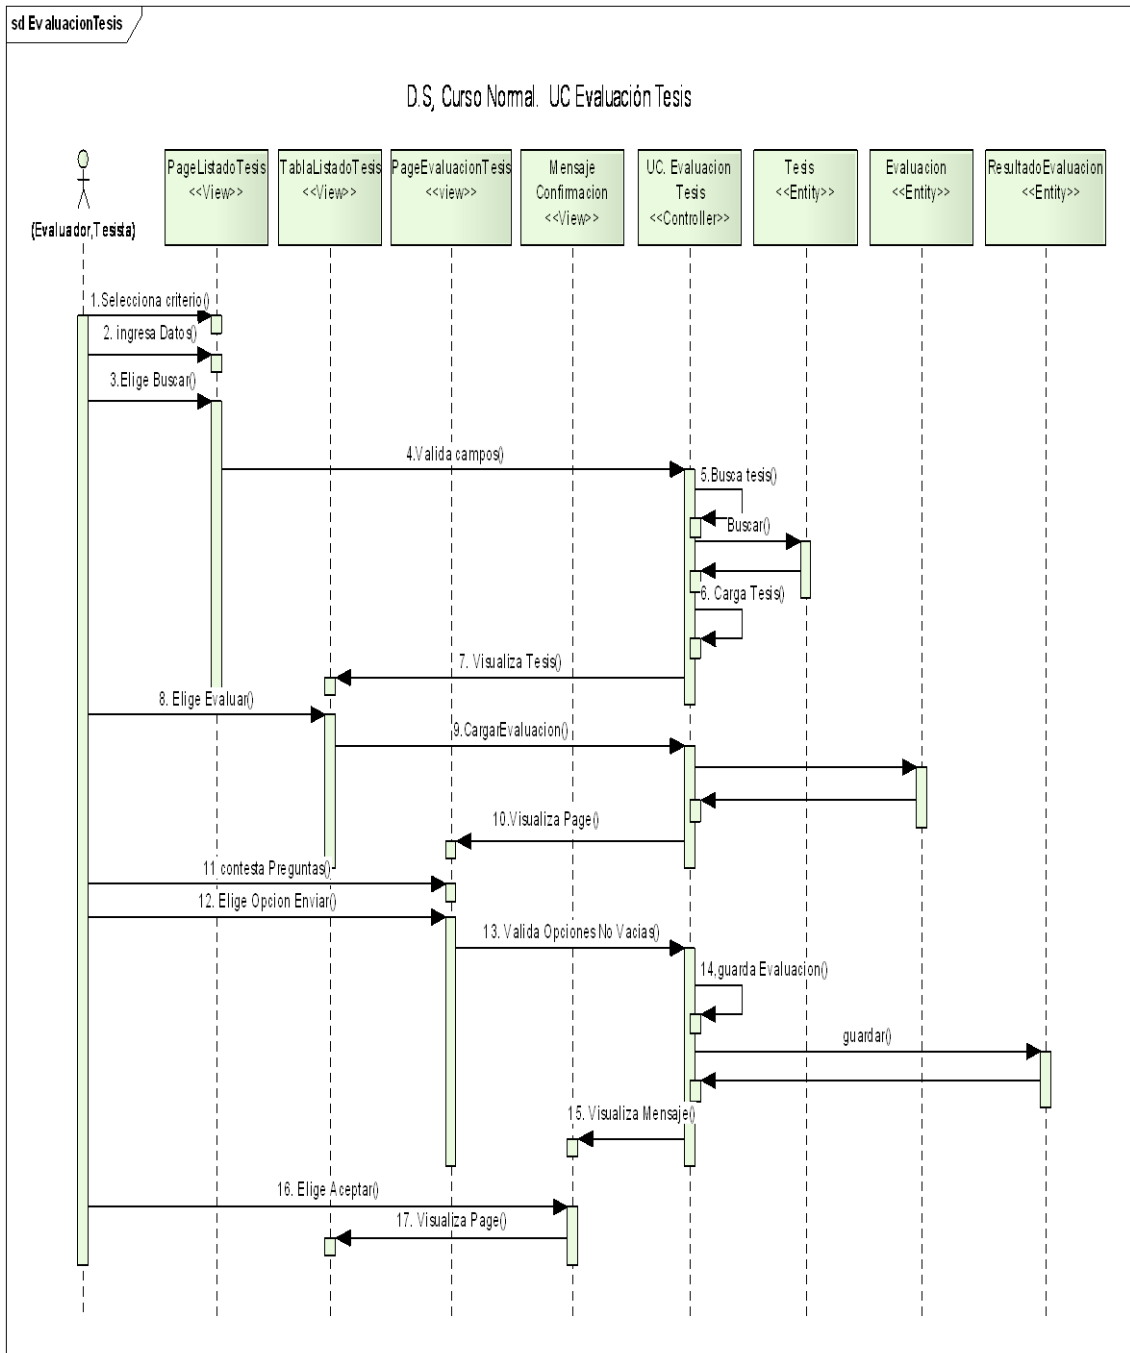 sd EvaluacionTesis
D.S, Curso Normal. UC Evaluación Tesis
(Evaluador,Tesista)
PageListadoTesis
<<View>>
TablaListadoTesis
<<View>>
PageEvaluacionTesis
<<view>>
Mensaje
Confirmacion
<<View>>
UC. Evaluacion
Tesis
<<Controller>>
Tesis
<<Entity>>
Evaluacion
<<Entity>>
ResultadoEvaluacion
<<Entity>>
1.Selecciona criterio()
2. ingresa Datos()
3.Elige Buscar()
4.Valida campos()
5.Busca tesis()
Buscar()
6. Carga Tesis()
7. Visualiza Tesis()
8. Elige Evaluar()
9.CargarEvaluacion()
10.Visualiza Page()
11 contesta Preguntas()
12. Elige Opcion Enviar()
13. Valida Opciones No Vacias()
14,guarda Evaluacion()
guardar()
15. Visualiza Mensaje()
16. Elige Aceptar()
17. Visualiza Page()